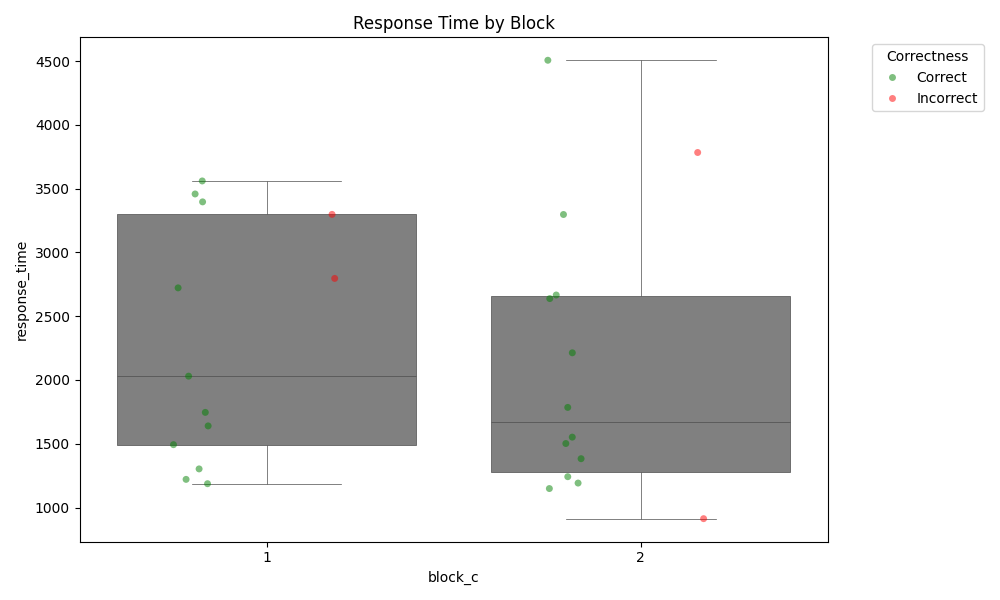 Response Time by Block
Correctness
Correct
Incorrect
response_time
4500
4000
3500
3000
2500
2000
1500
1000
1
2
block_c